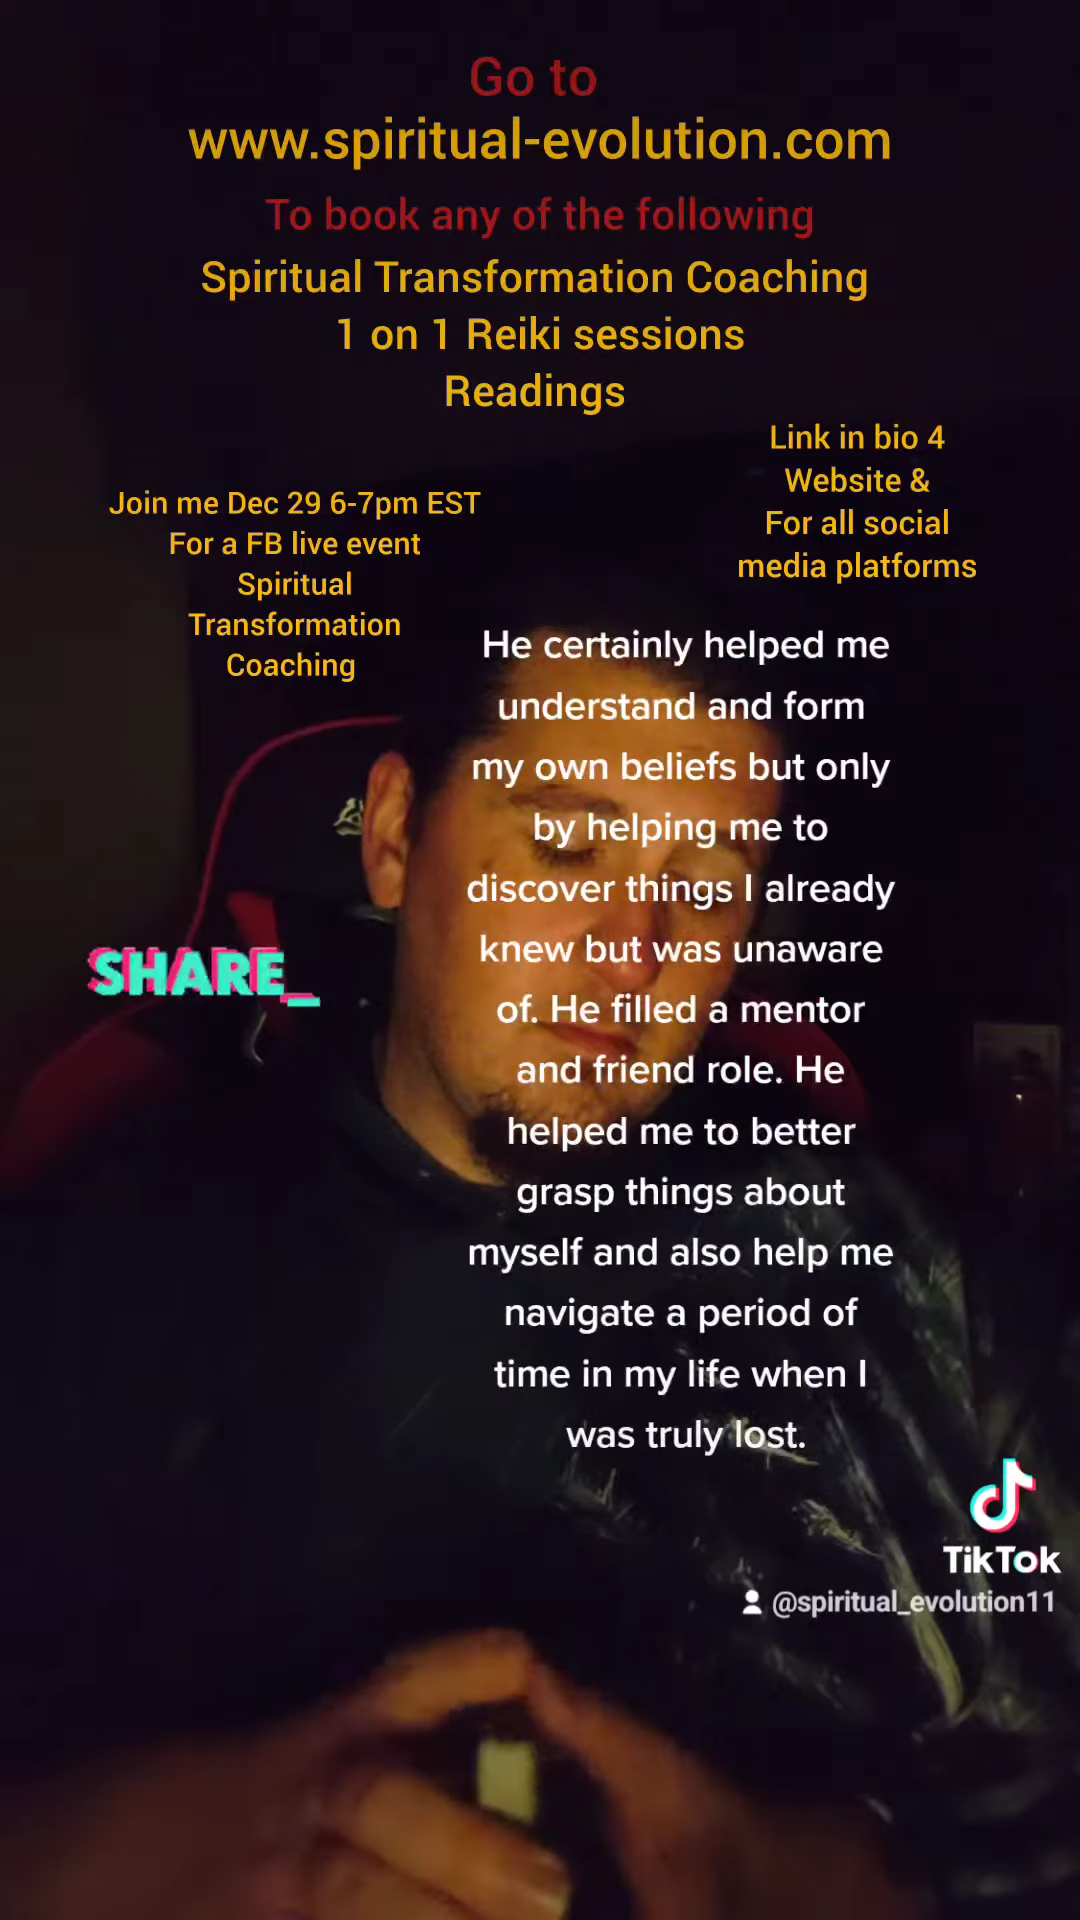 Go to
www.spiritual-evolution.com
To book any of the following
Spiritual Transformation Coaching
1 on 1 Reiki sessions
Readings
Link in bio 4
Website &
For all social
media platforms
Join me Dec 29 6-7pm EST
For a FB live event
Spiritual
Transformation
Coaching
He certainly helped me
understand and form
my own beliefs but only
by helping me to
discover things I already
knew but was unaware
of. He filled a mentor
and friend role. He
helped me to better
grasp things about
myself and also help me
navigate a period of
time in my life when I
was truly lost.
SHARE_
TikTok
@spiritual_evolution11